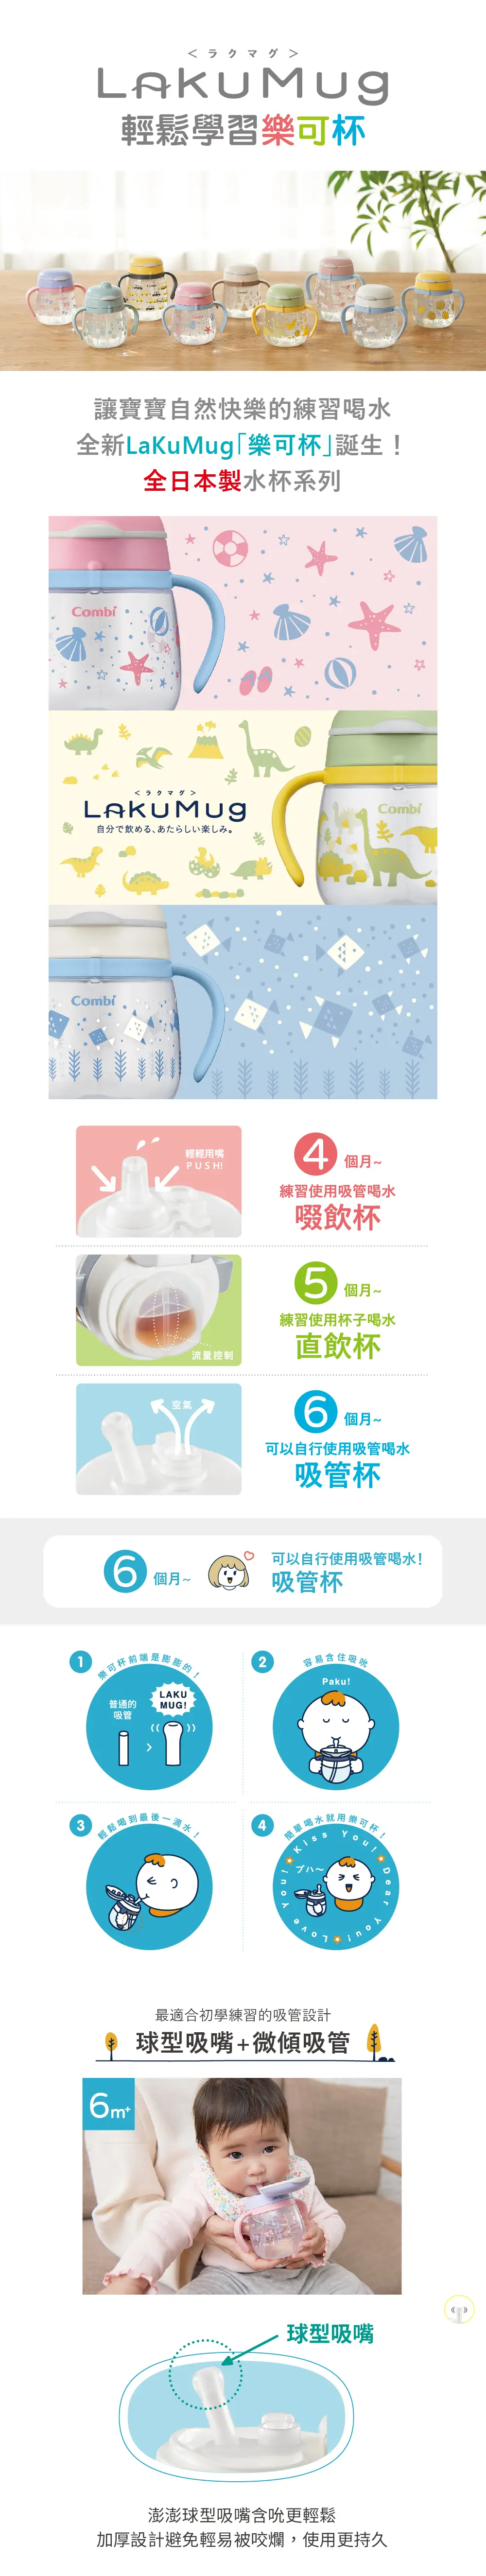 ＜ラクマグ＞
LAKUMUg
輕鬆學習樂可杯
讓寶寶自然快樂的練習喝水
全新LaKuMug「樂可杯」誕生！
全日本製水杯系列
Combi
＜ラクマグ＞
LAKUMUg
自分で飲める、あたらしい楽しみ。
Combi
Combi
輕輕用嘴
PUSH!
4個月~
練習使用吸管喝水
啜飲杯
流量控制
5個月~
練習使用杯子喝水
直飲杯
空氣
6個月~
可以自行使用吸管喝水
吸管杯
6個月~
可以自行使用吸管喝水!
吸管杯
1
樂可杯前端是膨膨的！
普通的
吸管
LAKU
MUG!
2
容易含住吸吮
Paku!
3
輕鬆喝到最後一滴水！
4
簡單喝水就用樂可杯！
Kiss You! Dear You! Love You!
プハ〜
最適合初學練習的吸管設計
球型吸嘴+微傾吸管
6m+
球型吸嘴
澎澎球型吸嘴含吮更輕鬆
加厚設計避免輕易被咬爛，使用更持久